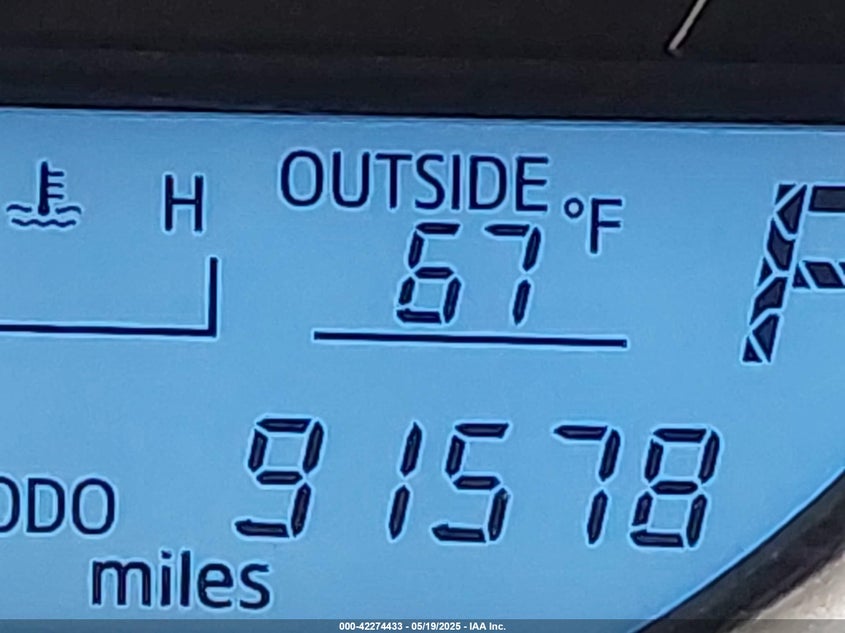 H
OUTSIDE
°F
67
P
91578
ODO
miles
000-42274433 - 05/19/2025 - IAA Inc.